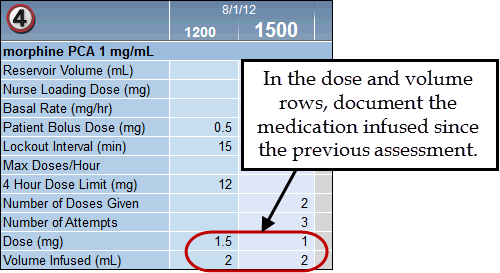 4
8/1/12
1200 1500
morphine PCA 1 mg/mL
Reservoir Volume (mL)
Nurse Loading Dose (mg)
Basal Rate (mg/hr)
Patient Bolus Dose (mg) 0.5
Lockout Interval (min) 15
Max Doses/Hour
4 Hour Dose Limit (mg) 12
Number of Doses Given 2
Number of Attempts 3
Dose (mg) 1.5 1
Volume Infused (mL) 2 2
In the dose and volume
rows, document the
medication infused since
the previous assessment.